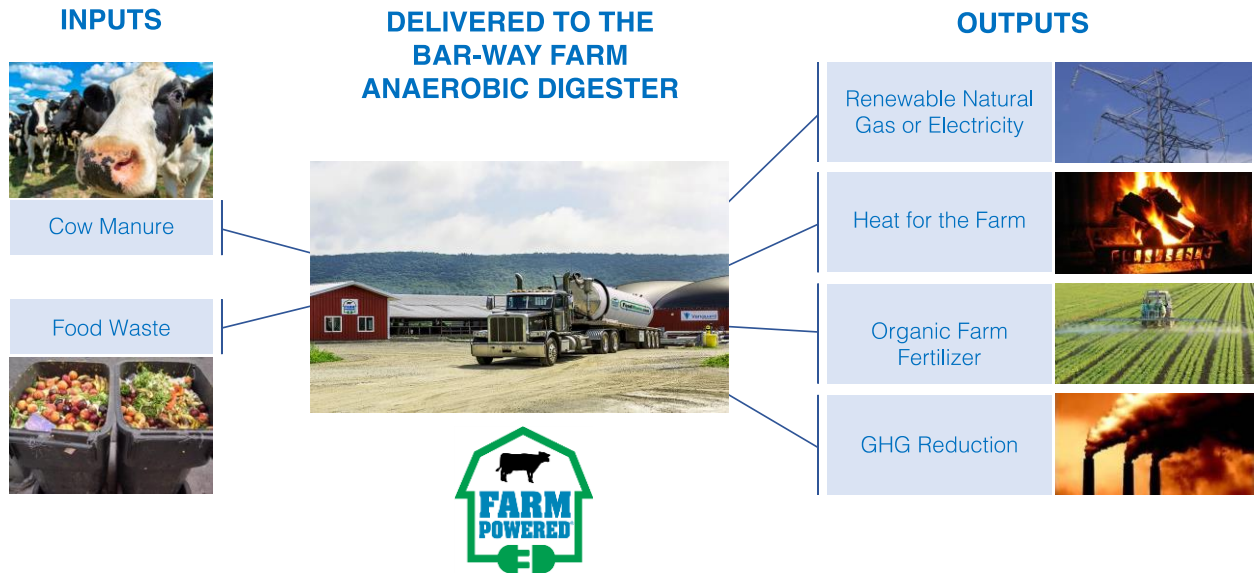 INPUTS
DELIVERED TO THE
BAR-WAY FARM
ANAEROBIC DIGESTER
OUTPUTS
Cow Manure
Food Waste
Renewable Natural
Gas or Electricity
Heat for the Farm
Organic Farm
Fertilizer
GHG Reduction
FARM
POWERED®